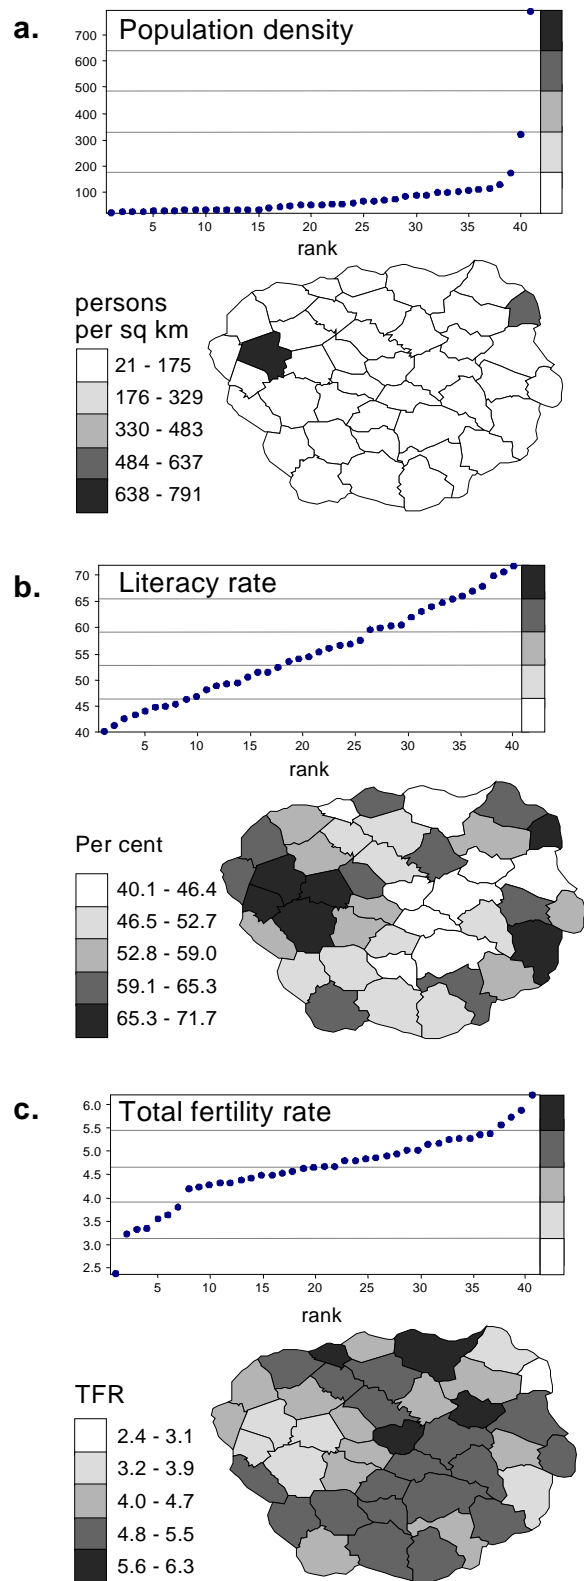 a.
Population density
700
600
500
400
300
200
100
5 10 15 20 25 30 35 40
rank
persons
per sq km
21 - 175
176 - 329
330 - 483
484 - 637
638 - 791
b.
Literacy rate
70
65
60
55
50
45
40
5 10 15 20 25 30 35 40
rank
Per cent
40.1 - 46.4
46.5 - 52.7
52.8 - 59.0
59.1 - 65.3
65.3 - 71.7
c.
Total fertility rate
6.0
5.5
5.0
4.5
4.0
3.5
3.0
2.5
5 10 15 20 25 30 35 40
rank
TFR
2.4 - 3.1
3.2 - 3.9
4.0 - 4.7
4.8 - 5.5
5.6 - 6.3